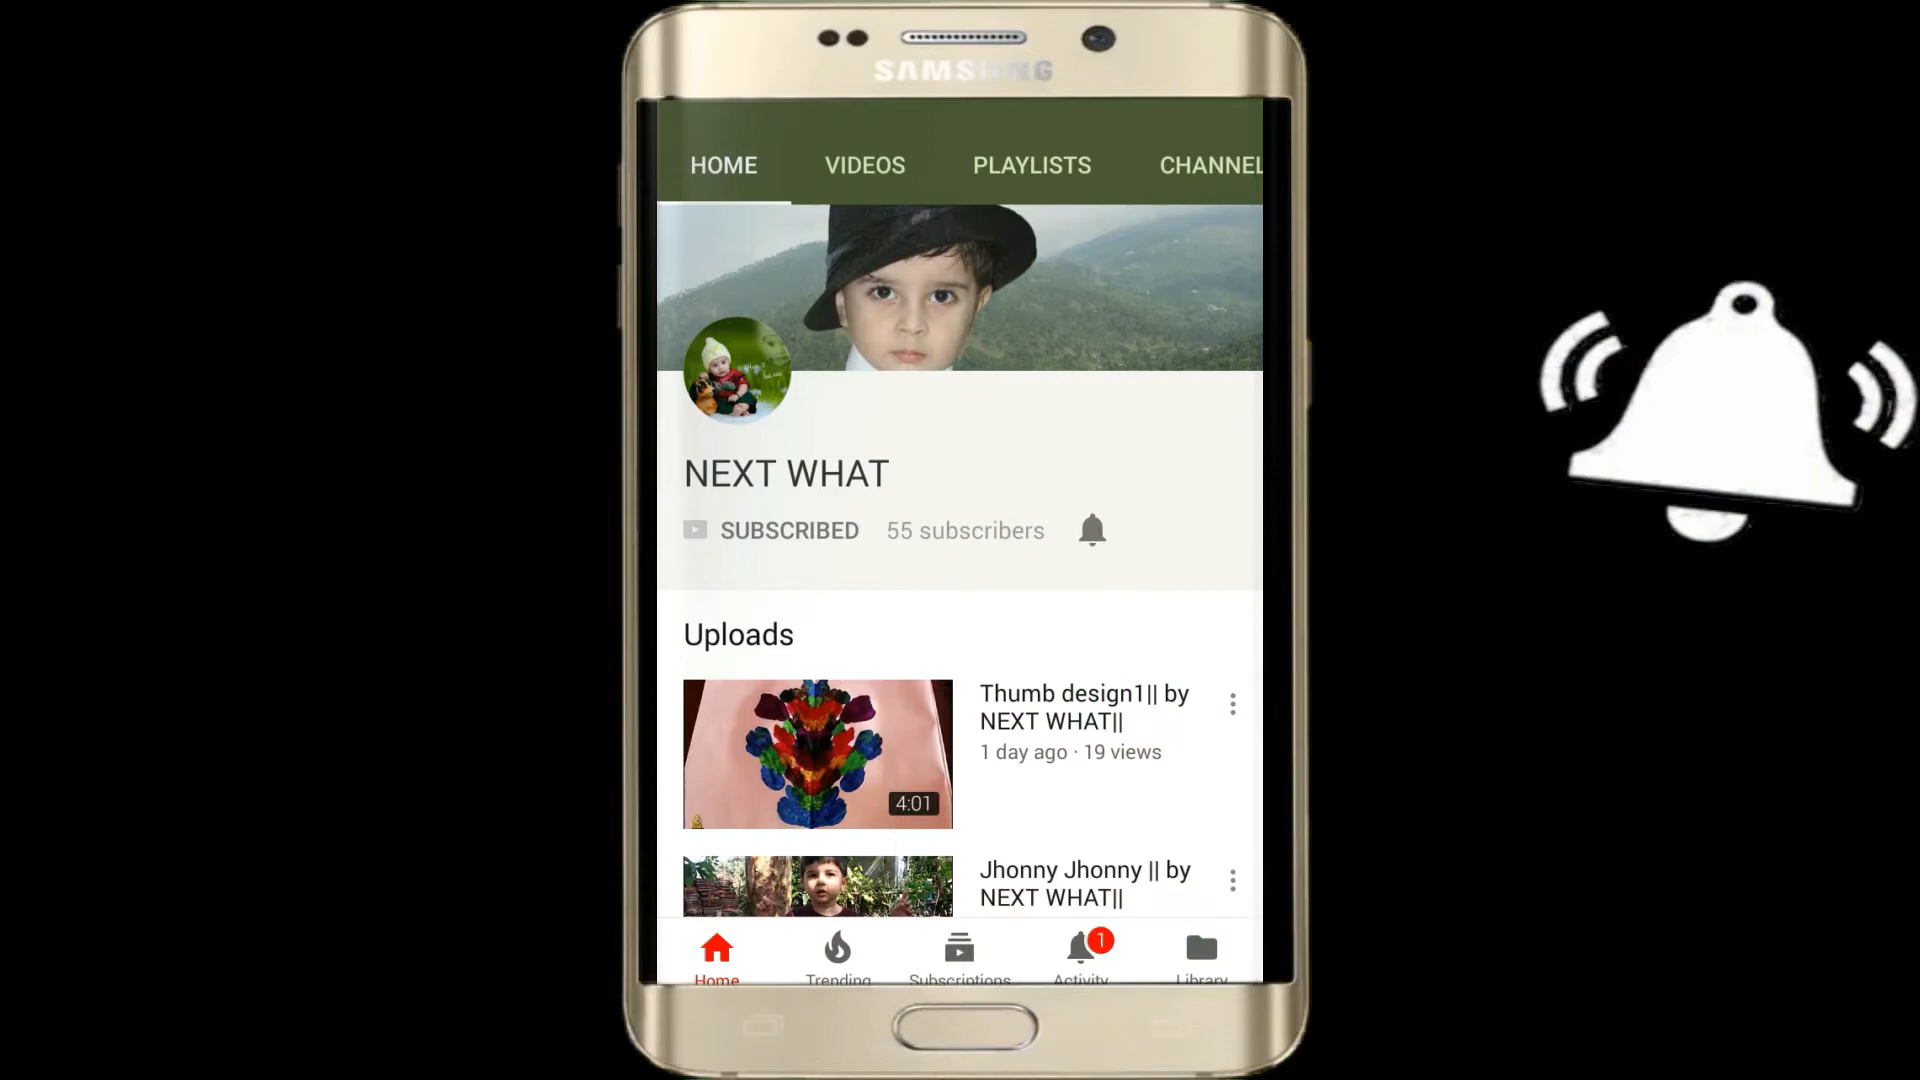 SAMSUNG
HOME VIDEOS PLAYLISTS CHANNEL
NEXT WHAT
SUBSCRIBED 55 subscribers
Uploads
Thumb design1|| by
NEXT WHAT||
1 day ago · 19 views
4:01
Jhonny Jhonny || by
NEXT WHAT||
1
Home Trending Subscriptions Activity Library